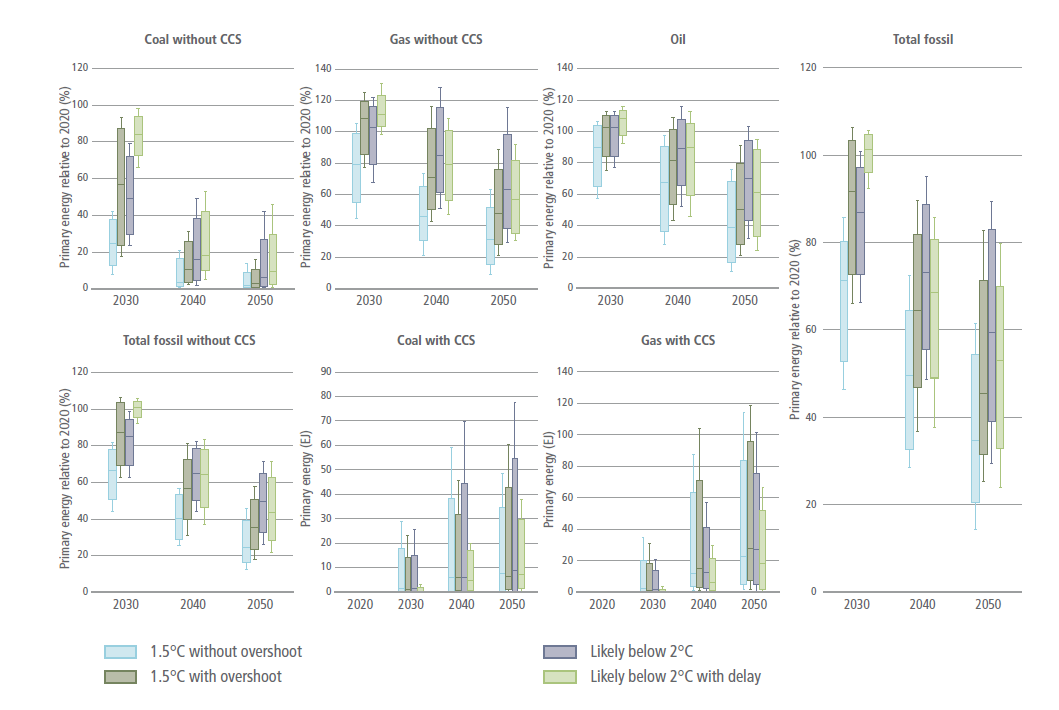 Coal without CCS
Gas without CCS
Oil
Total fossil
Primary energy relative to 2020 (%)
120
100
80
60
40
20
0
2030 2040 2050
Primary energy relative to 2020 (%)
140
120
100
80
60
40
20
0
2030 2040 2050
Primary energy relative to 2020 (%)
140
120
100
80
60
40
20
0
2030 2040 2050
Primary energy relative to 2020 (%)
120
100
80
60
40
20
0
2030 2040 2050
Total fossil without CCS
Coal with CCS
Gas with CCS
Primary energy relative to 2020 (%)
120
100
80
60
40
20
0
2030 2040 2050
Primary energy (EJ)
90
80
70
60
50
40
30
20
10
0
2020 2030 2040 2050
Primary energy (EJ)
140
120
100
80
60
40
20
0
2020 2030 2040 2050
1.5°C without overshoot
Likely below 2°C
1.5°C with overshoot
Likely below 2°C with delay